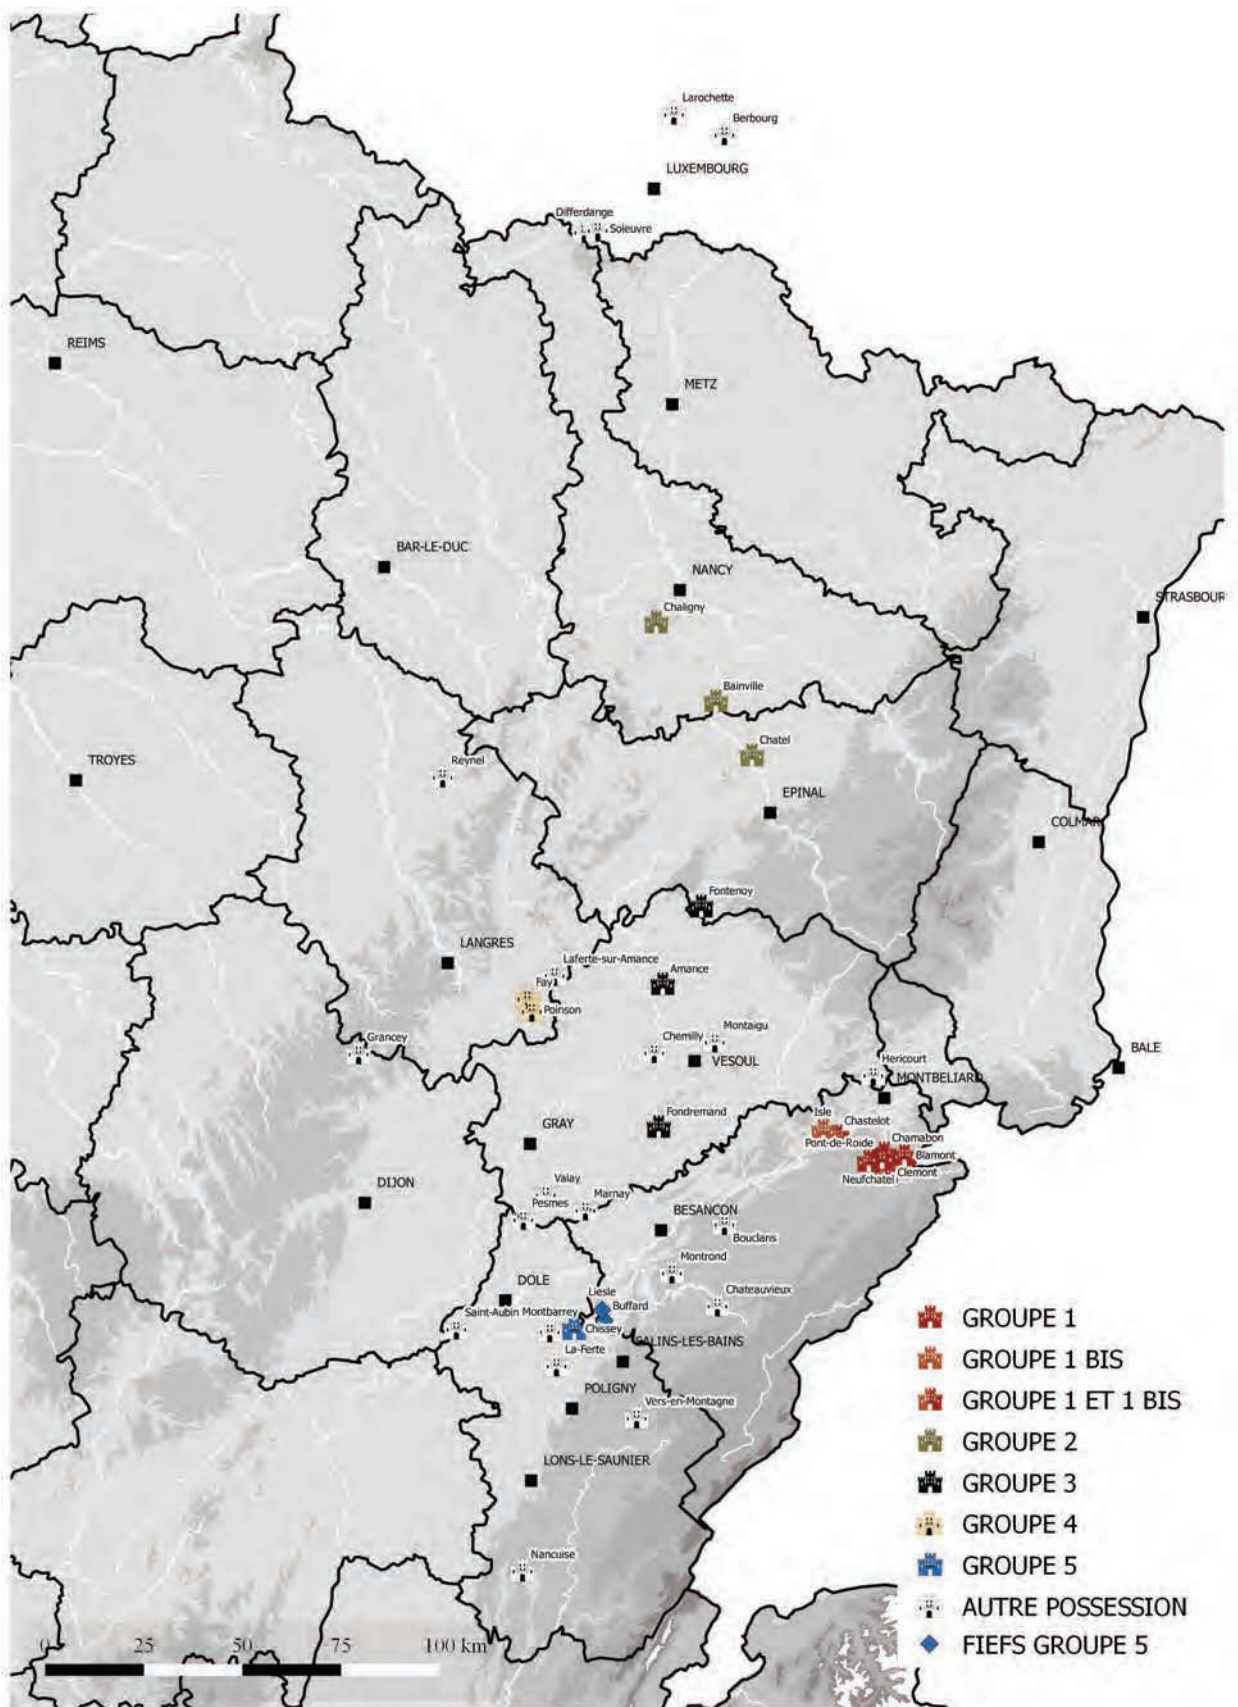 Larochette
Berbourg
LUXEMBOURG
Differdange
Soleuvre
REIMS
METZ
BAR-LE-DUC
NANCY
Chaligny
STRASBOUR
Bainville
Chatel
TROYES
Reynel
EPINAL
COLMAR
Fontenoy
LANGRES
Laferte-sur-Amance
Amance
Fay
Poinson
Grancey
Chemilly
Montaigu
VESOUL
BALE
Hericourt
MONTBELIARD
GRAY
Fondremand
Isle
Chastelot
Pont-de-Roide
Chamabon
Blamont
Clemont
Neufchatel
Valay
Marnay
Pesmes
DIJON
BESANCON
Bouclans
Montrond
DOLE
Liesle
Buffard
Chateauvieux
Saint-Aubin
Montbarrey
Chissey
SALINS-LES-BAINS
La-Ferte
POLIGNY
Vers-en-Montagne
LONS-LE-SAUNIER
Nancuise
GROUPE 1
GROUPE 1 BIS
GROUPE 1 ET 1 BIS
GROUPE 2
GROUPE 3
GROUPE 4
GROUPE 5
AUTRE POSSESSION
FIEFS GROUPE 5
0 25 50 75 100 km